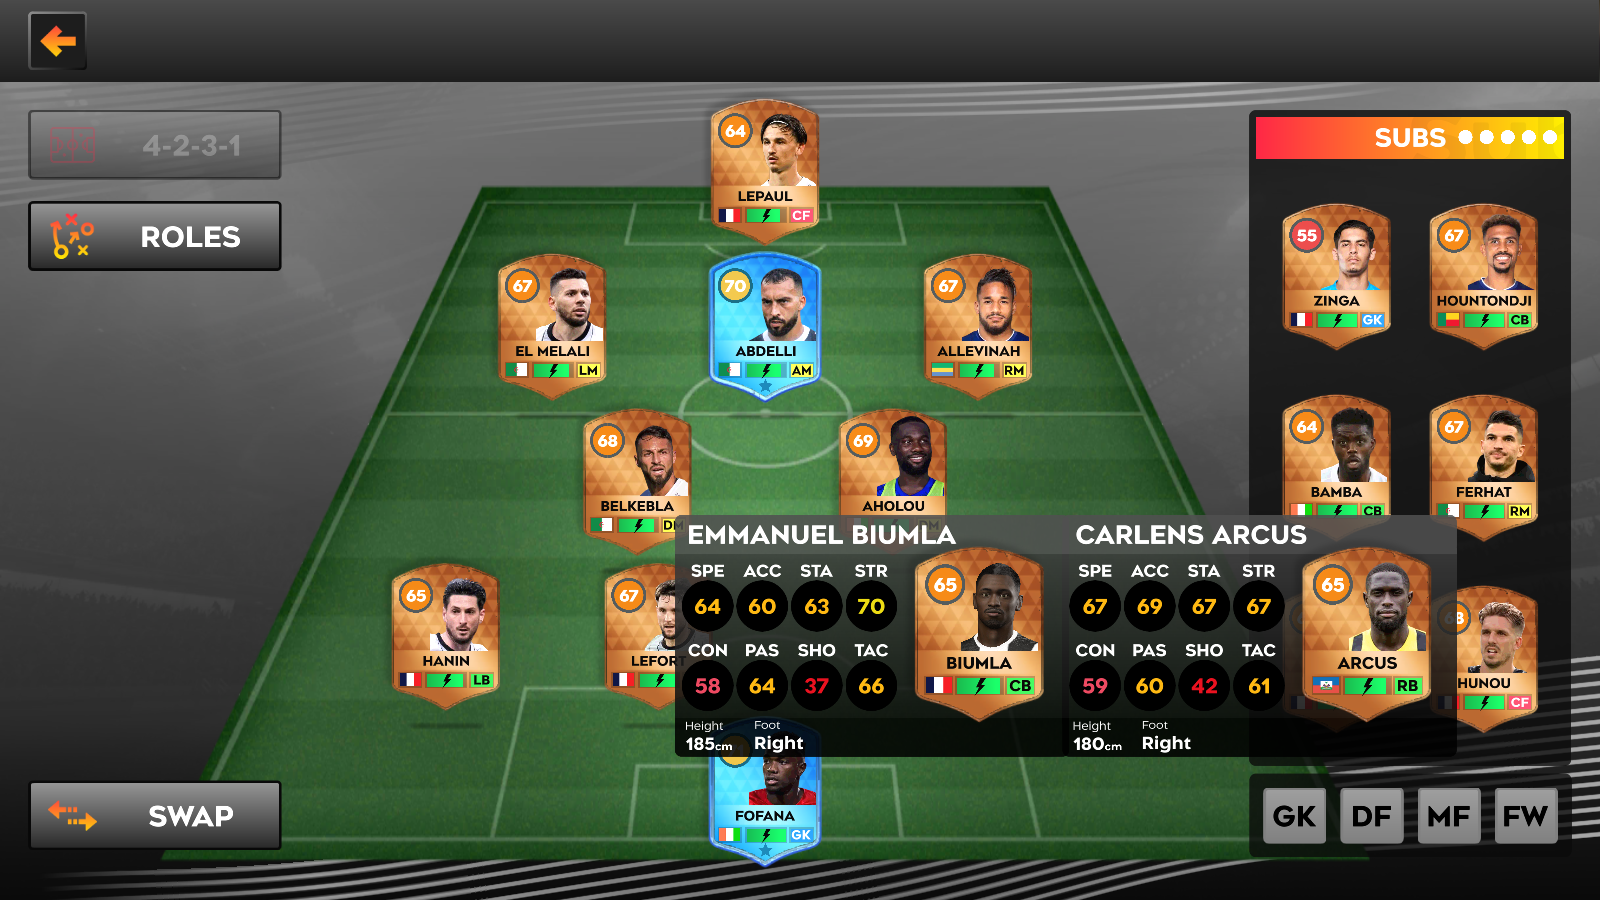 4-2-3-1
ROLES
SWAP
64
LEPAUL
CF
67
EL MELALI
LM
70
ABDELLI
AM
67
ALLEVINAH
RM
68
BELKEBLA
DM
69
AHOLOU
DM
65
HANIN
LB
67
LEFORT
FOFANA
GK
EMMANUEL BIUMLA
SPE ACC STA STR
64 60 63 70
CON PAS SHO TAC
58 64 37 66
Height Foot
185cm Right
65
BIUMLA
CB
CARLENS ARCUS
SPE ACC STA STR
67 69 67 67
CON PAS SHO TAC
59 60 42 61
Height Foot
180cm Right
65
ARCUS
RB
SUBS
55
ZINGA
GK
67
HOUNTONDJI
CB
64
BAMBA
CB
67
FERHAT
RM
HUNOU
CF
GK DF MF FW